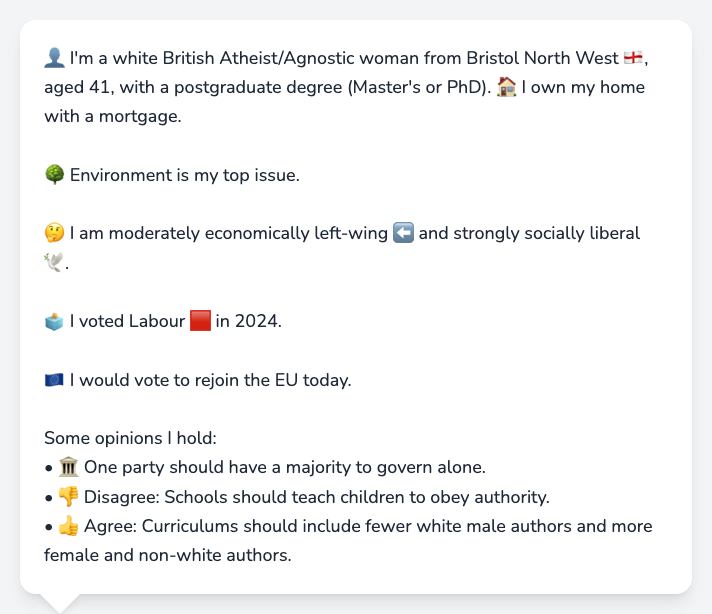 👤 I'm a white British Atheist/Agnostic woman from Bristol North West 🏴󠁧󠁢󠁥󠁮󠁧󠁿,
aged 41, with a postgraduate degree (Master's or PhD). 🏠 I own my home
with a mortgage.
🌳 Environment is my top issue.
🤔 I am moderately economically left-wing ⬅️ and strongly socially liberal
🕊️.
🗳️ I voted Labour 🟥 in 2024.
🇪🇺 I would vote to rejoin the EU today.
Some opinions I hold:
• 🏛️ One party should have a majority to govern alone.
• 👎 Disagree: Schools should teach children to obey authority.
• 👍 Agree: Curriculums should include fewer white male authors and more
female and non-white authors.